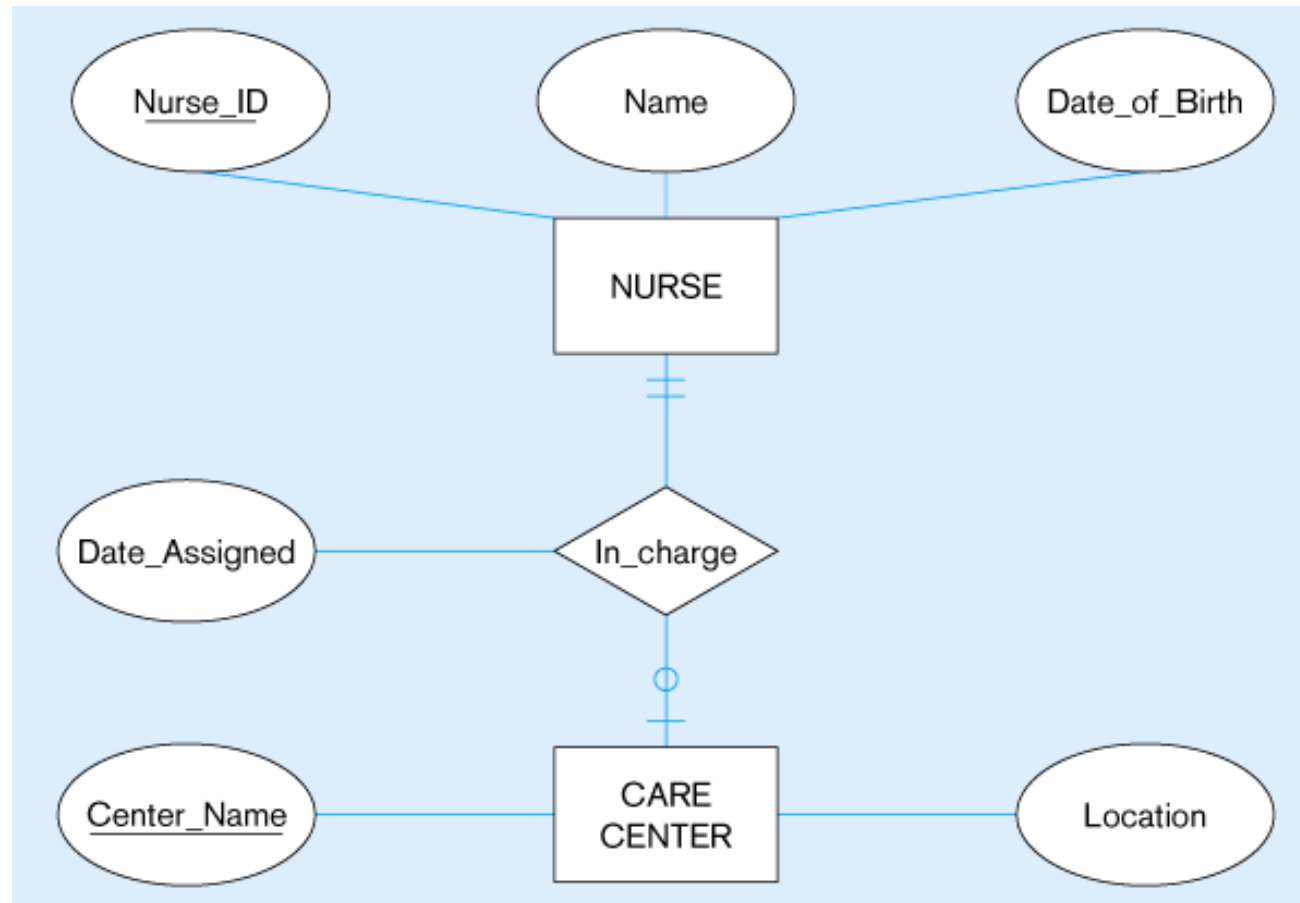 Nurse_ID
Name
Date_of_Birth
NURSE
Date_Assigned
In_charge
Center_Name
CARE
CENTER
Location